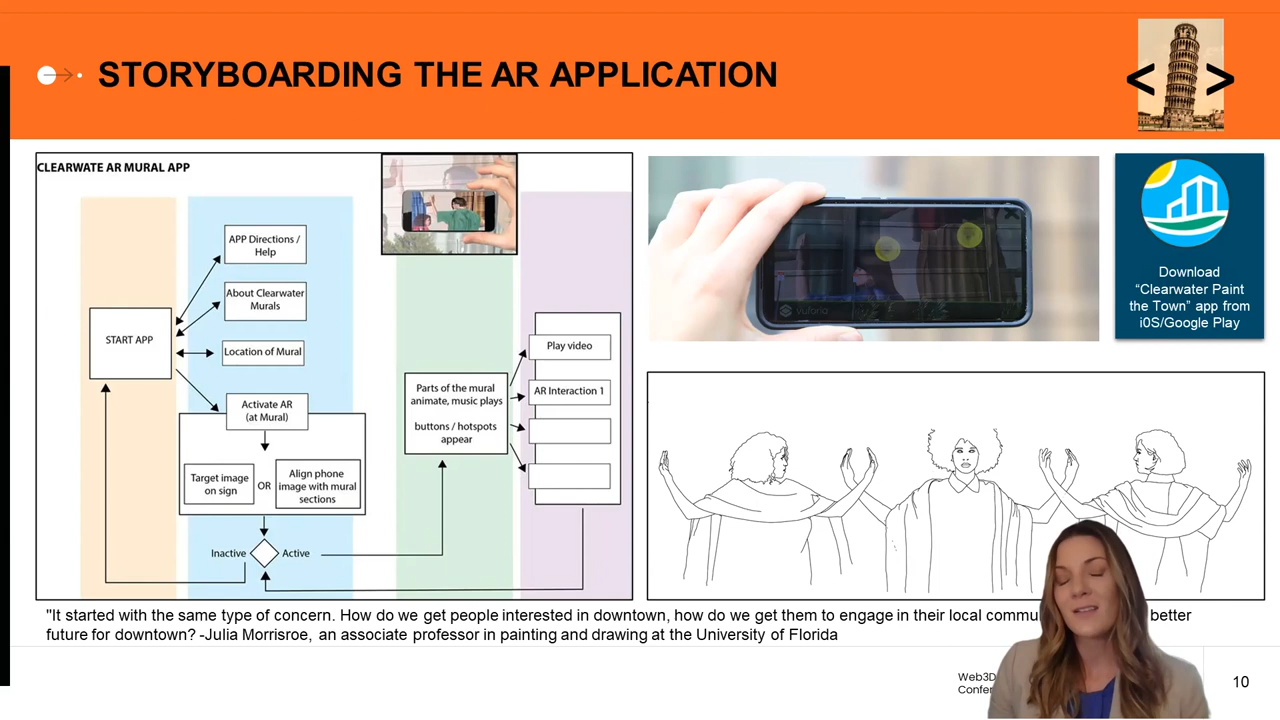 STORYBOARDING THE AR APPLICATION
< >
CLEARWATE AR MURAL APP
START APP
APP Directions /
Help
About Clearwater
Murals
Location of Mural
Activate AR
(at Mural)
Target image
on sign
OR
Align phone
image with mural
sections
Inactive
Active
Parts of the mural
animate, music plays
buttons / hotspots
appear
Play video
AR Interaction 1
vuforia
Download
“Clearwater Paint
the Town” app from
i0S/Google Play
"It started with the same type of concern. How do we get people interested in downtown, how do we get them to engage in their local better
future for downtown? -Julia Morrisroe, an associate professor in painting and drawing at the University of Florida
Web3D
10